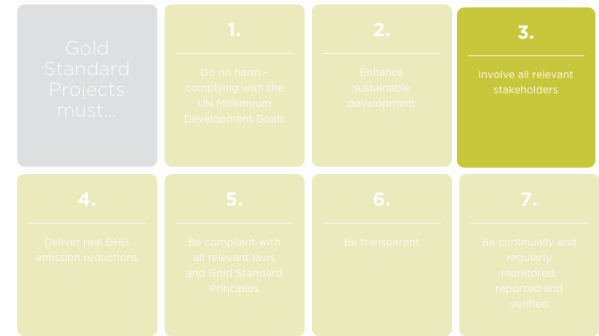 Gold
Standard
Projects
must...
1.
Do no harm -
complying with the
UN Millennium
Development Goals
2.
Enhance
sustainable
development
3.
Involve all relevant
stakeholders
4.
Deliver real GHG
emission reductions
5.
Be compliant with
all relevant laws
and Gold Standard
Principles
6.
Be transparent
7.
Be continually and
regularly
monitored,
reported and
verified